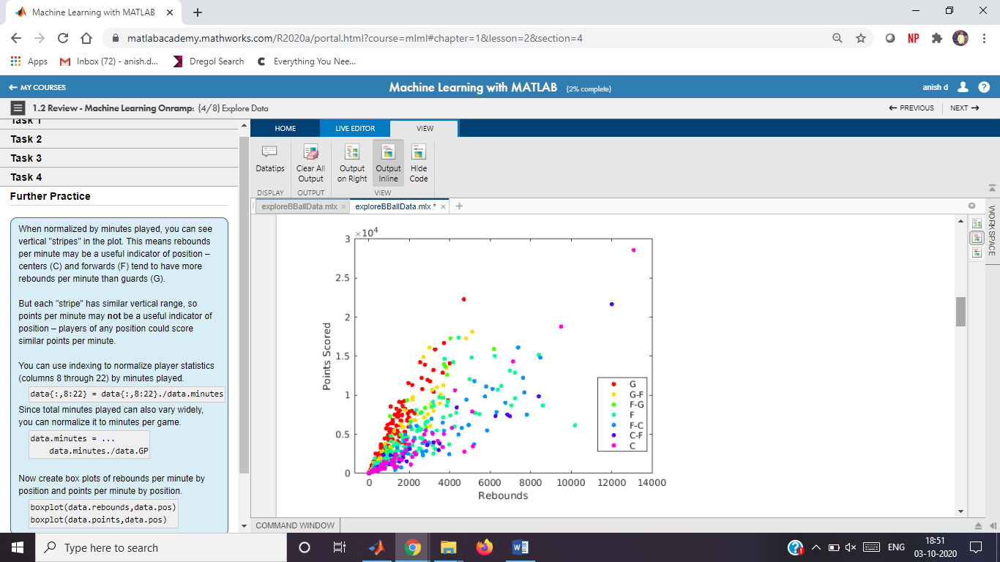 Machine Learning with MATLAB
matlabacademy.mathworks.com/R2020a/portal.html?course=mlml#chapter=1&lesson=2&section=4
NP
Apps
Inbox (72) - anish.d...
Dregol Search
Everything You Nee...
← MY COURSES
Machine Learning with MATLAB (2% complete)
anish d
1.2 Review - Machine Learning Onramp: (4/8) Explore Data
← PREVIOUS
NEXT →
Task 1
Task 2
Task 3
Task 4
Further Practice
When normalized by minutes played, you can see
vertical "stripes" in the plot. This means rebounds
per minute may be a useful indicator of position –
centers (C) and forwards (F) tend to have more
rebounds per minute than guards (G).
But each "stripe" has similar vertical range, so
points per minute may not be a useful indicator of
position – players of any position could score
similar points per minute.
You can use indexing to normalize player statistics
(columns 8 through 22) by minutes played.
data{:,8:22} = data{:,8:22}./data.minutes
Since total minutes played can also vary widely,
you can normalize it to minutes per game.
data.minutes = ...
data.minutes./data.GP
Now create box plots of rebounds per minute by
position and points per minute by position.
boxplot(data.rebounds,data.pos)
boxplot(data.points,data.pos)
HOME
LIVE EDITOR
VIEW
Datatips
Clear All
Output
Output
on Right
Output
Inline
Hide
Code
DISPLAY
OUTPUT
VIEW
exploreBBallData.mlx
exploreBBallData.mlx *
WORKSPACE
×10⁴
3
2.5
2
1.5
1
0.5
0
Points Scored
0
2000
4000
6000
8000
10000
12000
14000
Rebounds
G
G-F
F-G
F
F-C
C-F
C
COMMAND WINDOW
Type here to search
ENG
18:51
03-10-2020